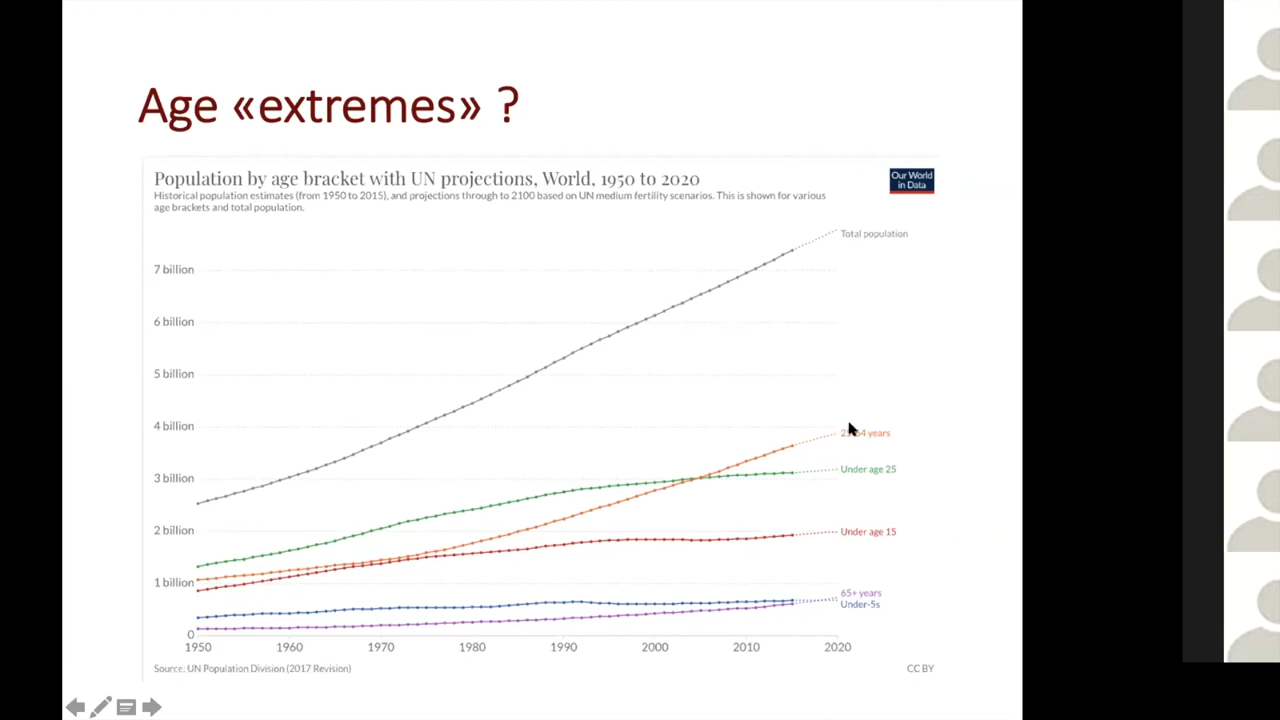 Age «extremes» ?
Population by age bracket with UN projections, World, 1950 to 2020
Our World
in Data
Historical population estimates (from 1950 to 2015), and projections through to 2100 based on UN medium fertility scenarios. This is shown for various
age brackets and total population.
Total population
7 billion
6 billion
5 billion
4 billion
years
3 billion
Under age 25
2 billion
Under age 15
1 billion
65+ years
Under-5s
0
1950 1960 1970 1980 1990 2000 2010 2020
Source: UN Population Division (2017 Revision)
CC BY